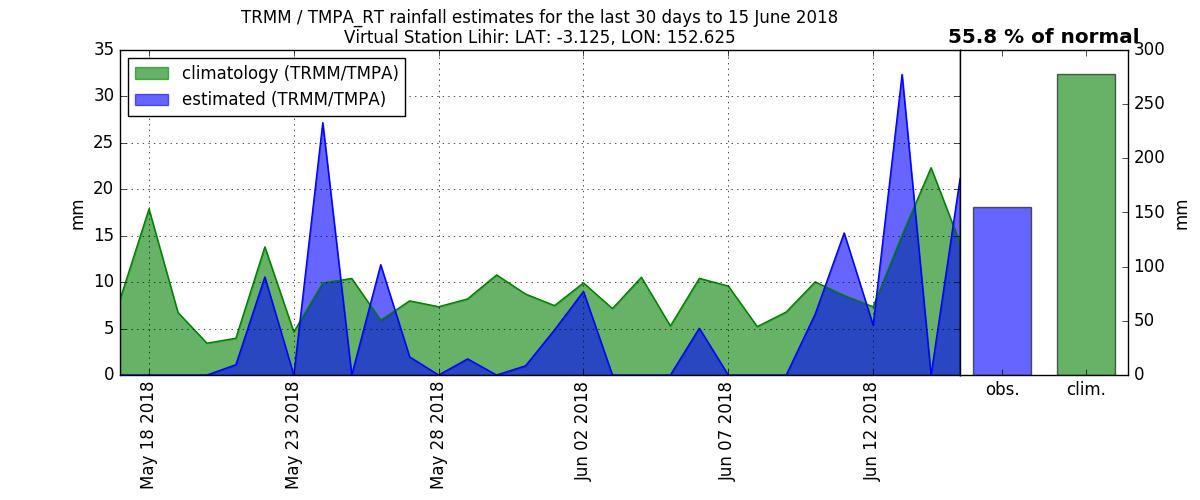 TRMM / TMPA_RT rainfall estimates for the last 30 days to 15 June 2018
Virtual Station Lihir: LAT: -3.125, LON: 152.625
55.8 % of normal
climatology (TRMM/TMPA)
estimated (TRMM/TMPA)
mm
35
30
25
20
15
10
5
0
May 18 2018
May 23 2018
May 28 2018
Jun 02 2018
Jun 07 2018
Jun 12 2018
obs.
clim.
300
250
200
150
100
50
0
mm